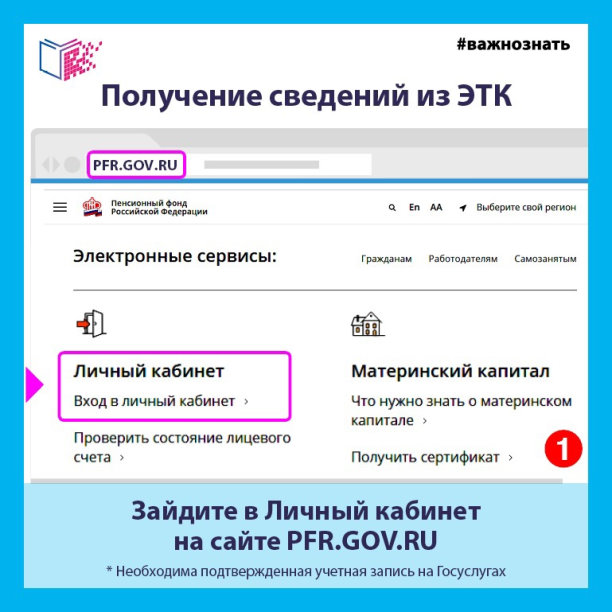 #важнознать
Получение сведений из ЭТК
PFR.GOV.RU
Пенсионный фонд
Российской Федерации
En AA Выберите свой регион
Электронные сервисы:
Гражданам Работодателям Самозанятым
Личный кабинет
Вход в личный кабинет >
Проверить состояние лицевого
счета >
Материнский капитал
Что нужно знать о материнском
капитале >
Получить сертификат >
1
Зайдите в Личный кабинет
на сайте PFR.GOV.RU
* Необходима подтвержденная учетная запись на Госуслугах